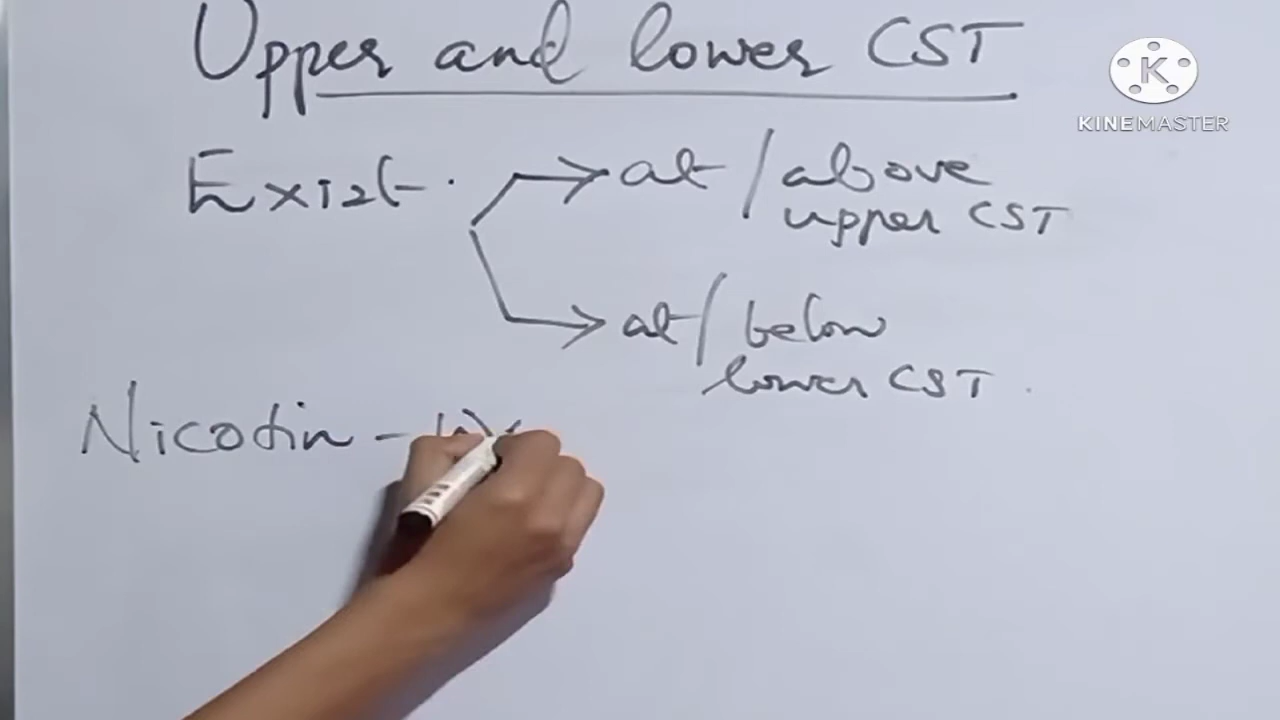 Upper and lower CST
K
KINEMASTER
Exist. at / above
upper CST
at / below
lower CST.
Nicotin -